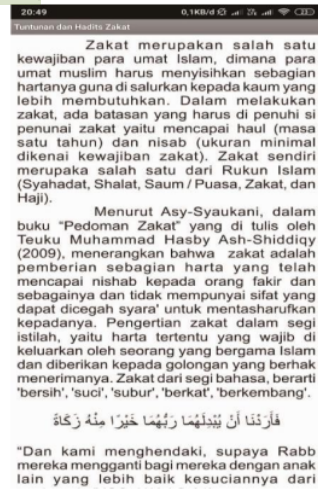 20:49
0,1KB/d
Tuntunan dan Hadits Zakat
Zakat merupakan salah satu
kewajiban para umat Islam, dimana para
umat muslim harus menyisihkan sebagian
hartanya guna di salurkan kepada kaum yang
lebih membutuhkan. Dalam melakukan
zakat, ada batasan yang harus di penuhi si
penunai zakat yaitu mencapai haul (masa
satu tahun) dan nisab (ukuran minimal
dikenai kewajiban zakat). Zakat sendiri
merupaka salah satu dari Rukun Islam
(Syahadat, Shalat, Saum / Puasa, Zakat, dan
Haji).
Menurut Asy-Syaukani, dalam
buku "Pedoman Zakat" yang di tulis oleh
Teuku Muhammad Hasby Ash-Shiddiqy
(2009), menerangkan bahwa zakat adalah
pemberian sebagian harta yang telah
mencapai nishab kepada orang fakir dan
sebagainya dan tidak mempunyai sifat yang
dapat dicegah syara' untuk mentasharufkan
kepadanya. Pengertian zakat dalam segi
istilah, yaitu harta tertentu yang wajib di
keluarkan oleh seorang yang bergama Islam
dan diberikan kepada golongan yang berhak
menerimanya. Zakat dari segi bahasa, berarti
'bersih', 'suci', 'subur', 'berkat', 'berkembang'.
فَأَرَدْنَا أَنْ يُبْدِلَهُمَا رَبُّهُمَا خَيْرًا مِنْهُ زَكَاةً
"Dan kami menghendaki, supaya Rabb
mereka mengganti bagi mereka dengan anak
lain yang lebih baik kesuciannya dari